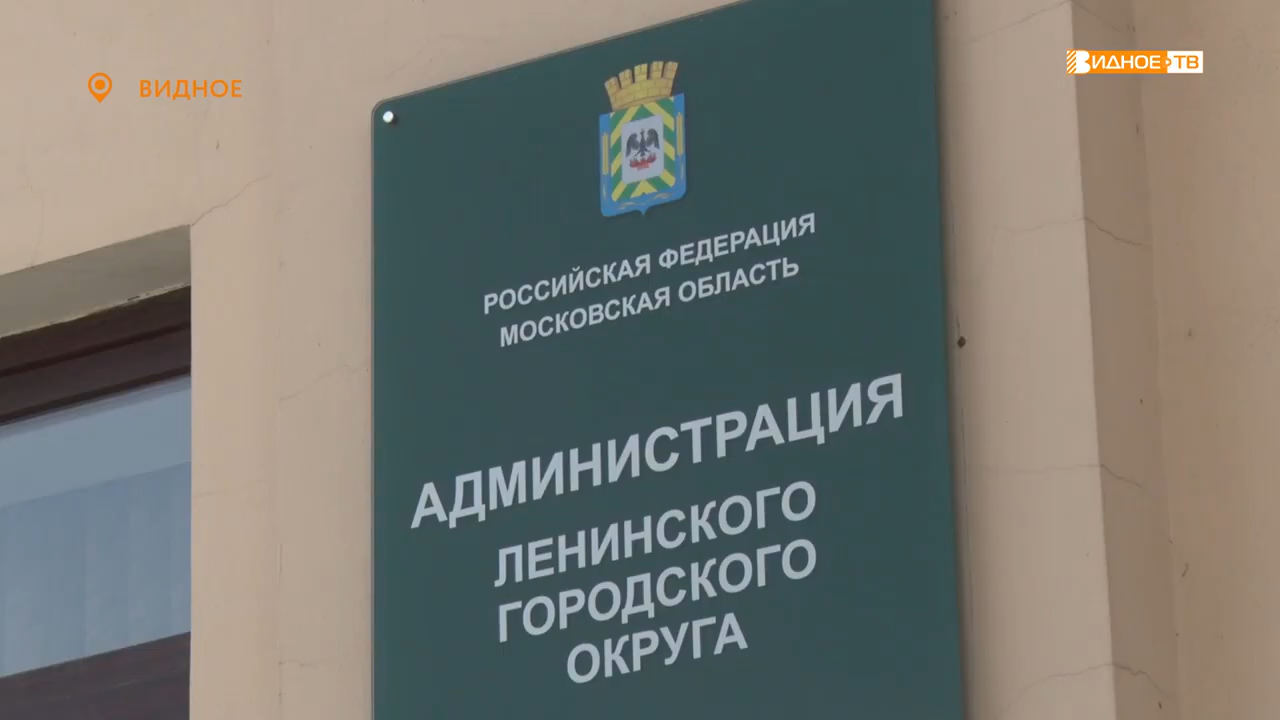 ВИДНОЕ
ВИДНОЕ ТВ
РОССИЙСКАЯ ФЕДЕРАЦИЯ
МОСКОВСКАЯ ОБЛАСТЬ
АДМИНИСТРАЦИЯ
ЛЕНИНСКОГО
ГОРОДСКОГО
ОКРУГА